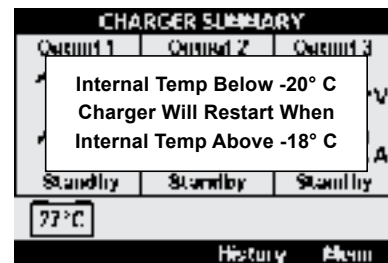 CHARGER SUMMARY
Output 1 Output 2 Output 3
Internal Temp Below -20° C
Charger Will Restart When
Internal Temp Above -18° C
V
A
Standby Standby Standby
77°C
History Menu